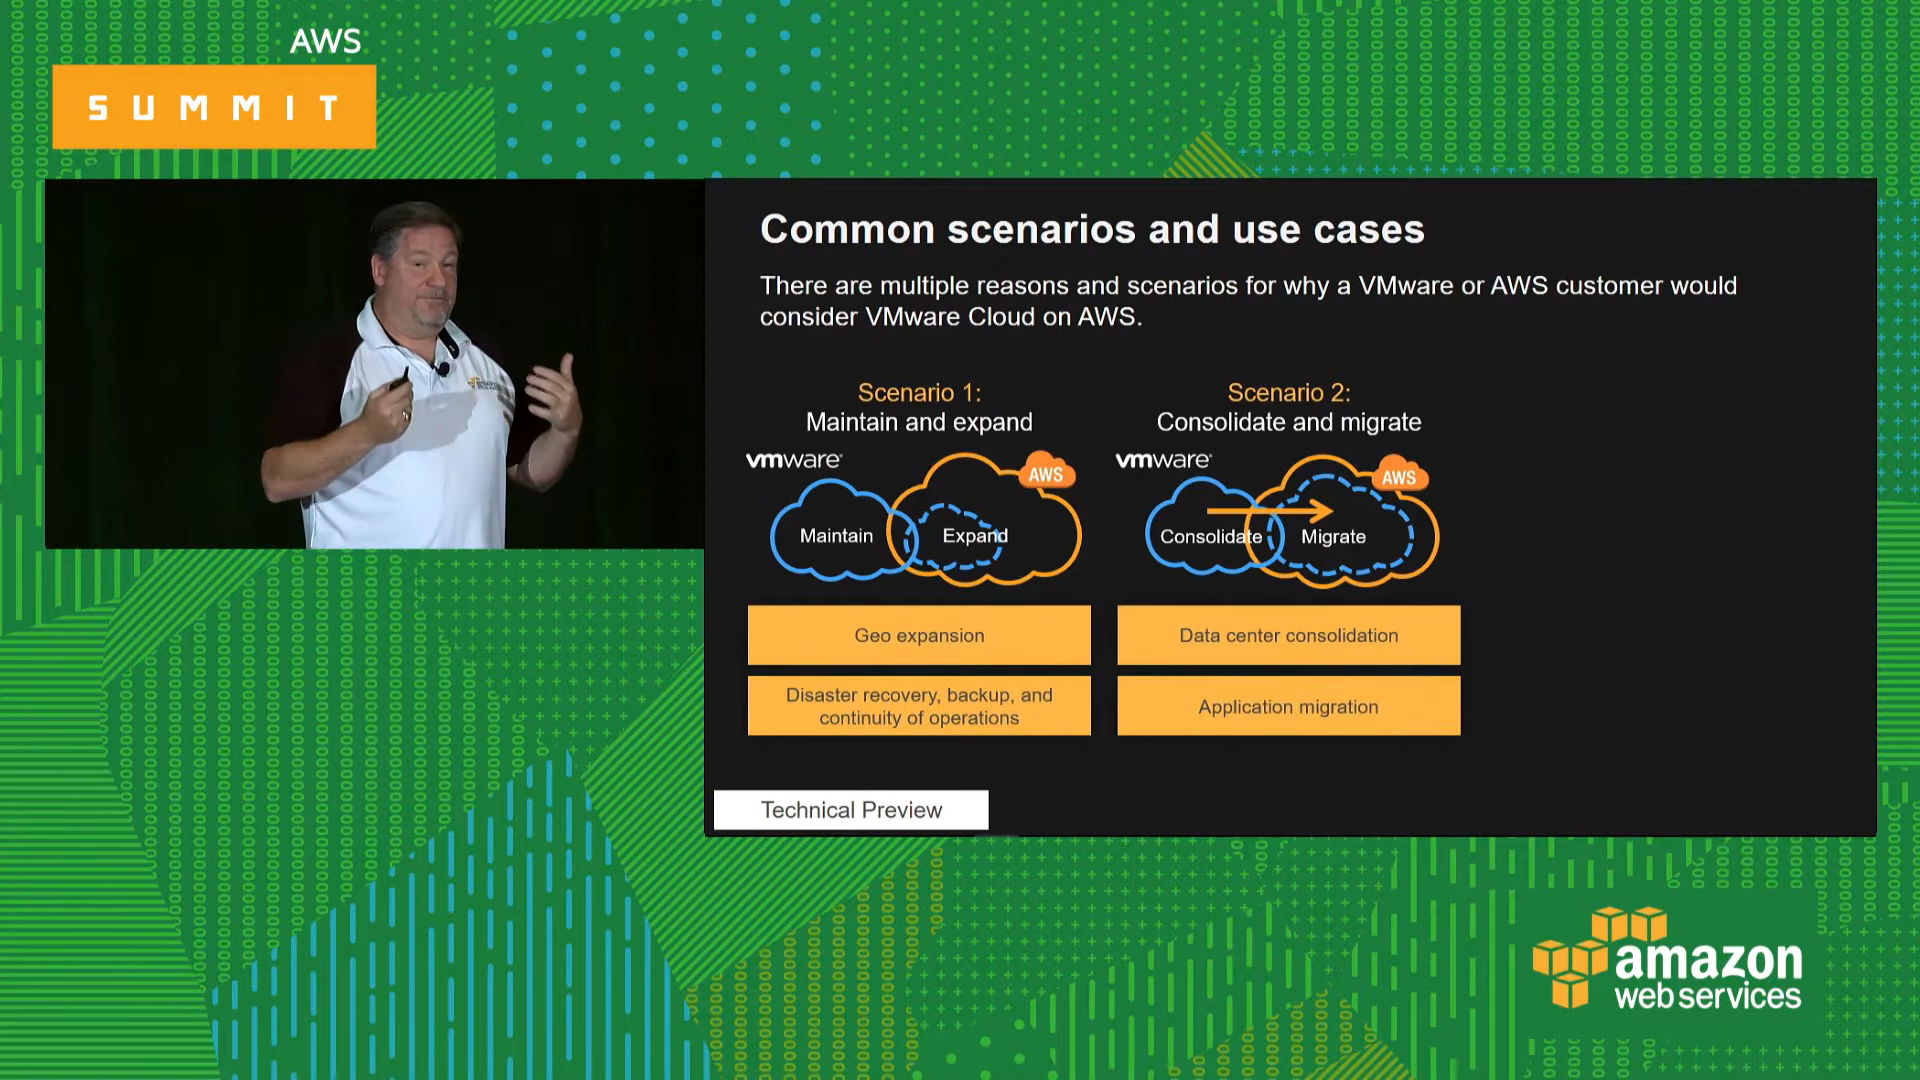 AWS
SUMMIT
Common scenarios and use cases
There are multiple reasons and scenarios for why a VMware or AWS customer would
consider VMware Cloud on AWS.
Scenario 1:
Maintain and expand
vmware
AWS
Maintain
Expand
Geo expansion
Disaster recovery, backup, and
continuity of operations
Scenario 2:
Consolidate and migrate
vmware
AWS
Consolidate
Migrate
Data center consolidation
Application migration
Technical Preview
amazon
web services